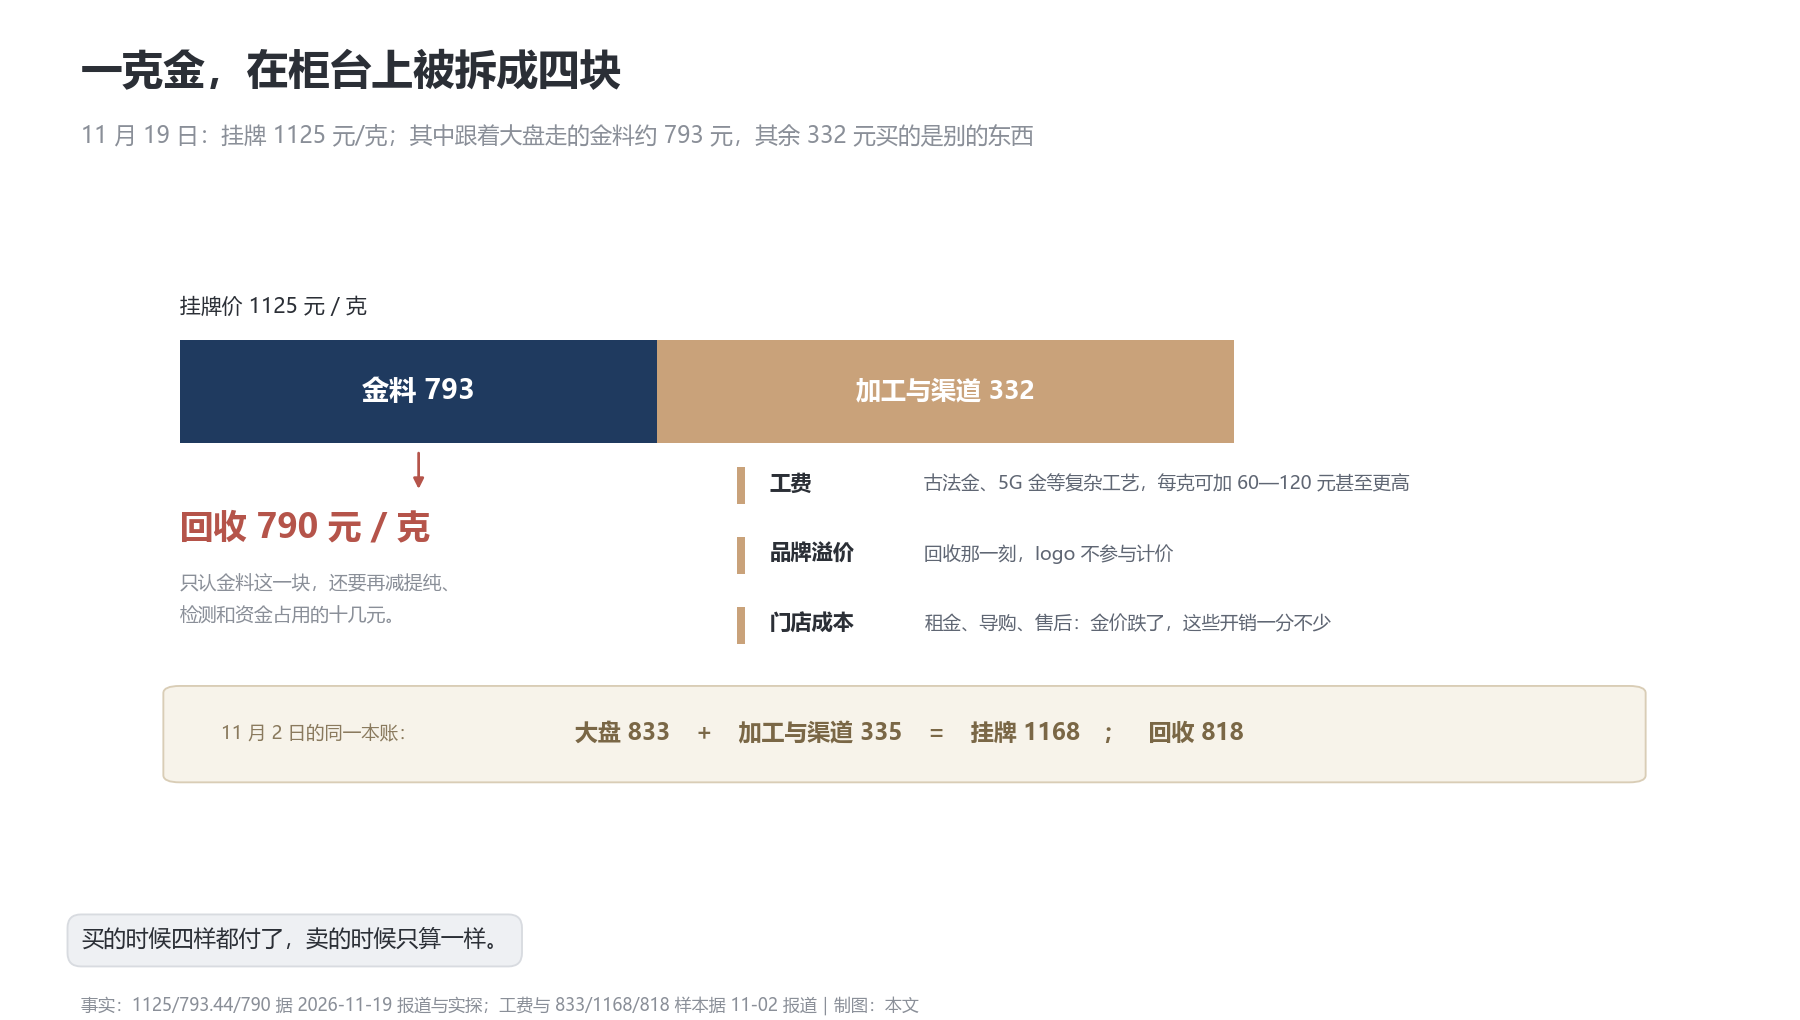 一克金，在柜台上被拆成四块
11 月 19 日：挂牌 1125 元/克；其中跟着大盘走的金料约 793 元，其余 332 元买的是别的东西
挂牌价 1125 元 / 克
金料 793
加工与渠道 332
回收 790 元 / 克
只认金料这一块，还要再减提纯、
检测和资金占用的十几元。
工费 古法金、5G 金等复杂工艺，每克可加 60—120 元甚至更高
品牌溢价 回收那一刻，logo 不参与计价
门店成本 租金、导购、售后：金价跌了，这些开销一分不少
11 月 2 日的同一本账： 大盘 833 + 加工与渠道 335 = 挂牌 1168 ； 回收 818
买的时候四样都付了，卖的时候只算一样。
事实：1125/793.44/790 据 2026-11-19 报道与实探；工费与 833/1168/818 样本据 11-02 报道 | 制图：本文